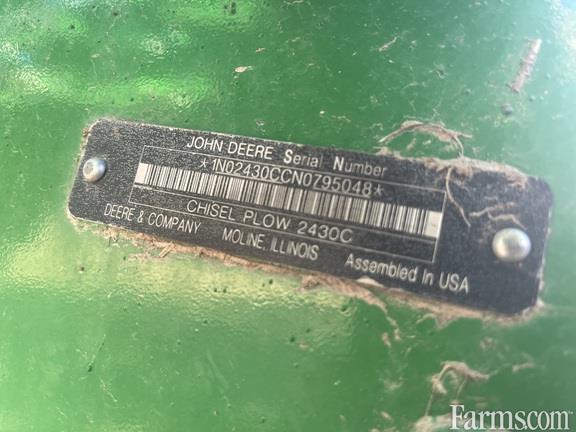 JOHN DEERE Serial Number
*1N02430CCN0795048*
CHISEL PLOW 2430C
DEERE & COMPANY MOLINE, ILLINOIS Assembled In USA
Farms.com